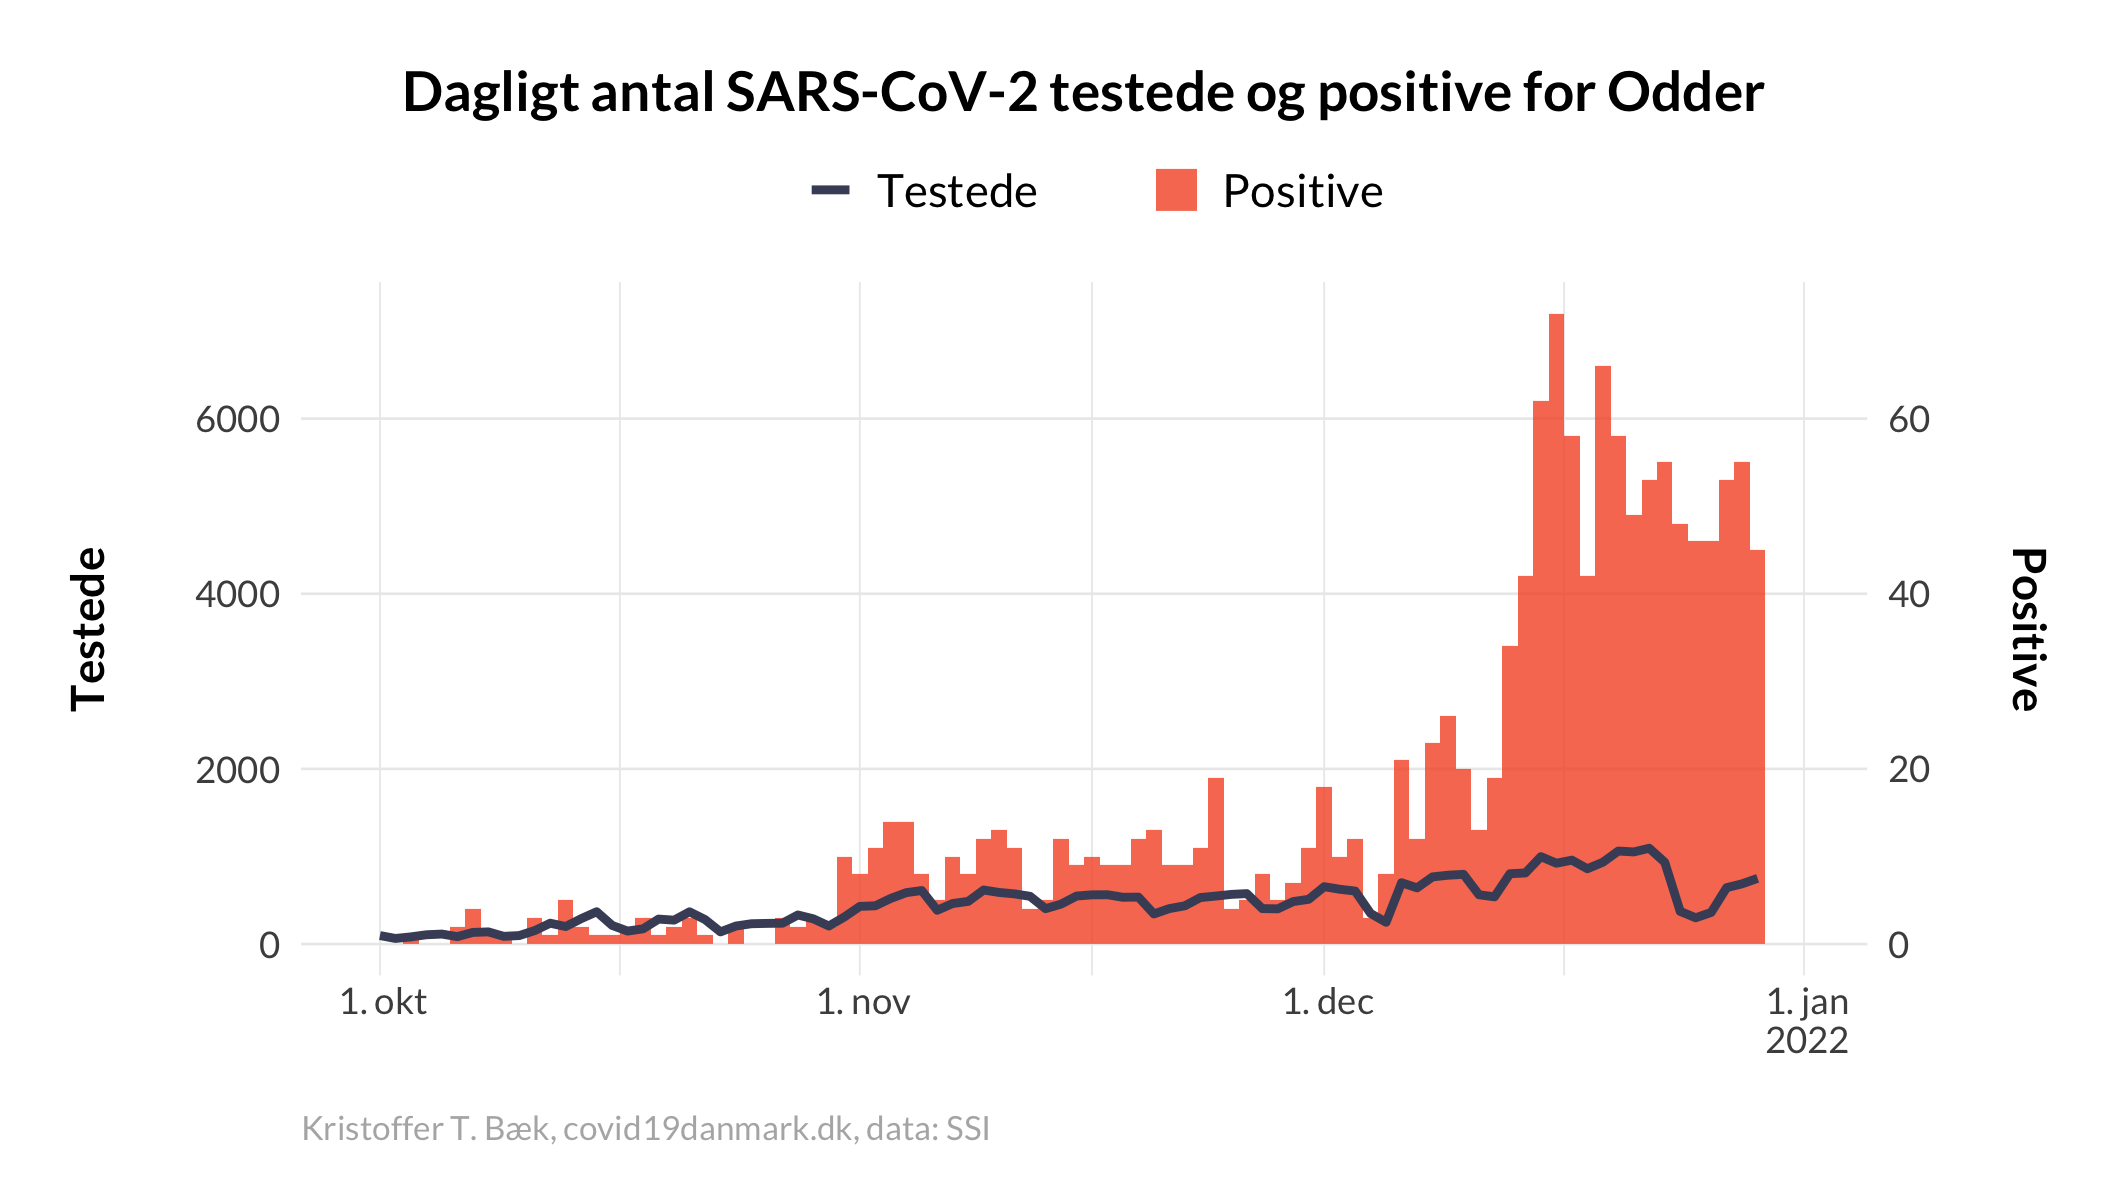 Dagligt antal SARS-CoV-2 testede og positive for Odder
Testede
Positive
6000
4000
2000
0
60
40
20
0
Testede
Positive
1. okt
1. nov
1. dec
1. jan
2022
Kristoffer T. Bæk, covid19danmark.dk, data: SSI